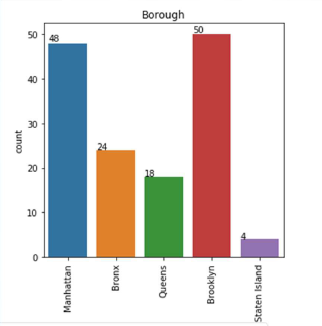 Borough
50
48
50
40
30
24
20
18
10
4
0
count
Manhattan
Bronx
Queens
Brooklyn
Staten Island